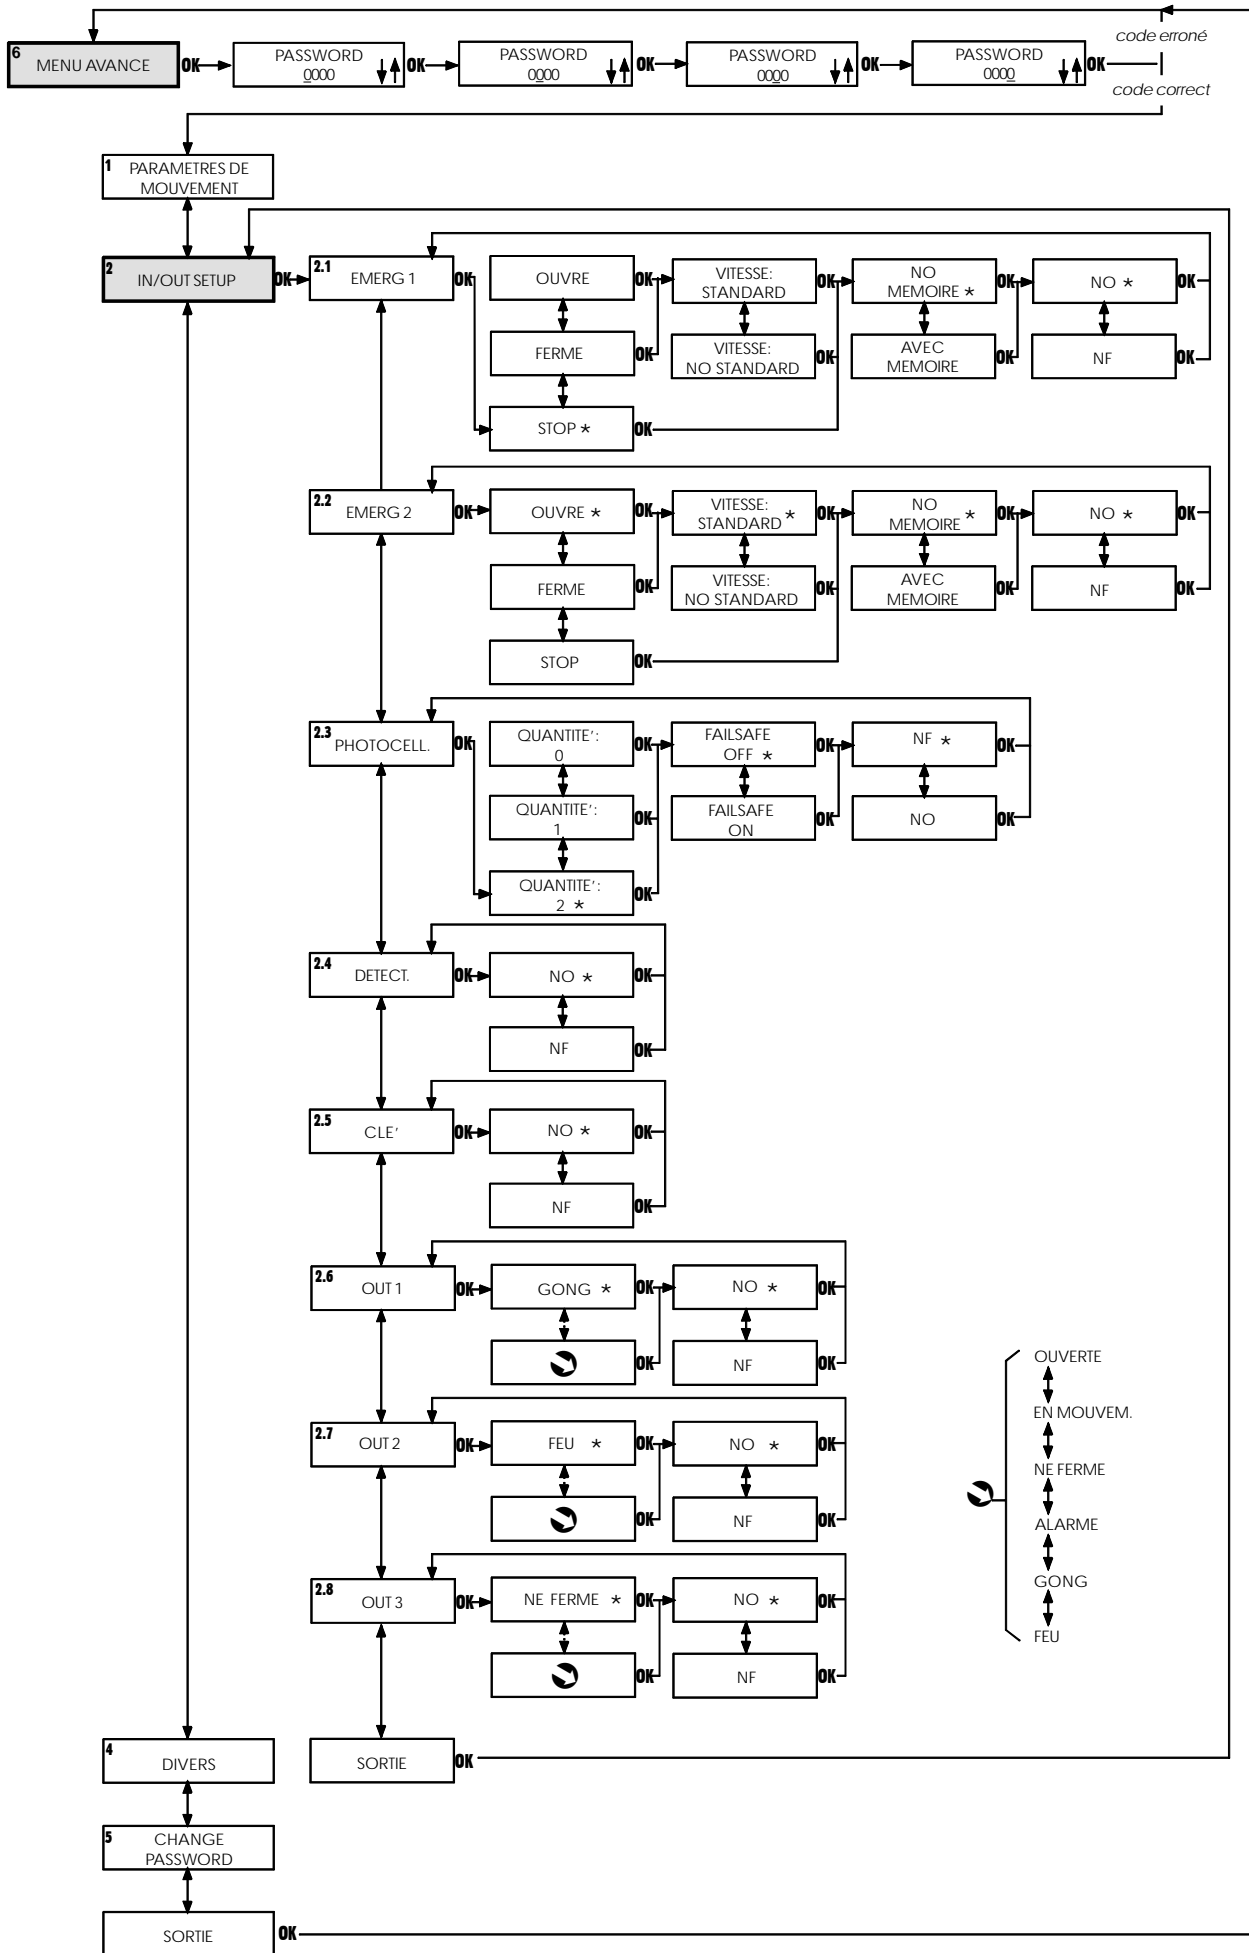 code erroné
6
MENU AVANCE
OK
PASSWORD
0000
OK
PASSWORD
0000
OK
PASSWORD
0000
OK
PASSWORD
0000
OK
code correct
1
PARAMETRES DE
MOUVEMENT
2
IN/OUT SETUP
OK
2.1
EMERG 1
OK
OUVRE
OK
VITESSE:
STANDARD
OK
NO
MEMOIRE *
OK
NO *
OK
FERME
OK
VITESSE:
NO STANDARD
OK
AVEC
MEMOIRE
OK
NF
OK
STOP *
OK
2.2
EMERG 2
OK
OUVRE *
OK
VITESSE:
STANDARD *
OK
NO
MEMOIRE *
OK
NO *
OK
FERME
OK
VITESSE:
NO STANDARD
OK
AVEC
MEMOIRE
OK
NF
OK
STOP
OK
2.3
PHOTOCELL.
OK
QUANTITE':
0
OK
FAILSAFE
OFF *
OK
NF *
OK
QUANTITE':
1
OK
FAILSAFE
ON
OK
NO
OK
QUANTITE':
2 *
OK
2.4
DETECT.
OK
NO *
OK
NF
OK
2.5
CLE'
OK
NO *
OK
NF
OK
2.6
OUT 1
OK
GONG *
OK
NO *
OK
OK
NF
OK
2.7
OUT 2
OK
FEU *
OK
NO *
OK
OK
NF
OK
2.8
OUT 3
OK
NE FERME *
OK
NO *
OK
OK
NF
OK
OUVERTE
EN MOUVEM.
NE FERME
ALARME
GONG
FEU
4
DIVERS
SORTIE
OK
5
CHANGE
PASSWORD
SORTIE
OK